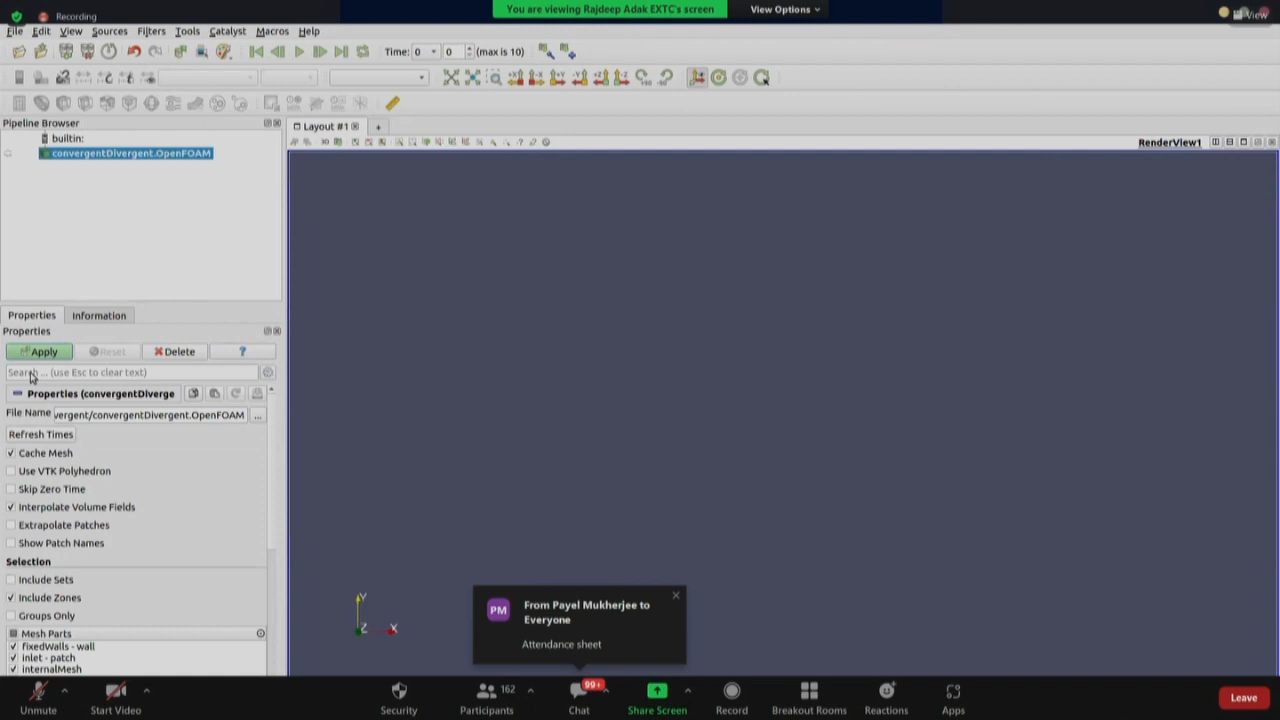 Recording
You are viewing Rajdeep Adak EXTC's screen
View Options
View
File Edit View Sources Filters Tools Catalyst Macros Help
Time: 0 0 (max is 10)
Pipeline Browser
builtin:
convergentDivergent.OpenFOAM
Layout #1
+
RenderView1
Properties Information
Properties
Apply Reset Delete ?
Search ... (use Esc to clear text)
Properties (convergentDiverge
File Name vergent/convergentDivergent.OpenFOAM ...
Refresh Times
Cache Mesh
Use VTK Polyhedron
Skip Zero Time
Interpolate Volume Fields
Extrapolate Patches
Show Patch Names
Selection
Include Sets
Include Zones
Groups Only
Mesh Parts
fixedWalls - wall
inlet - patch
internalMesh
Y
Z X
PM
From Payel Mukherjee to
Everyone
Attendance sheet
162
99+
Unmute Start Video Security Participants Chat Share Screen Record Breakout Rooms Reactions Apps Leave